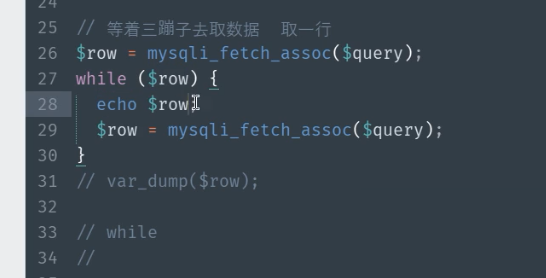 24
25 // 等着三蹦子去取数据 取一行
26 $row = mysqli_fetch_assoc($query);
27 while ($row) {
28 echo $row
29 $row = mysqli_fetch_assoc($query);
30 }
31 // var_dump($row);
32
33 // while
34 //